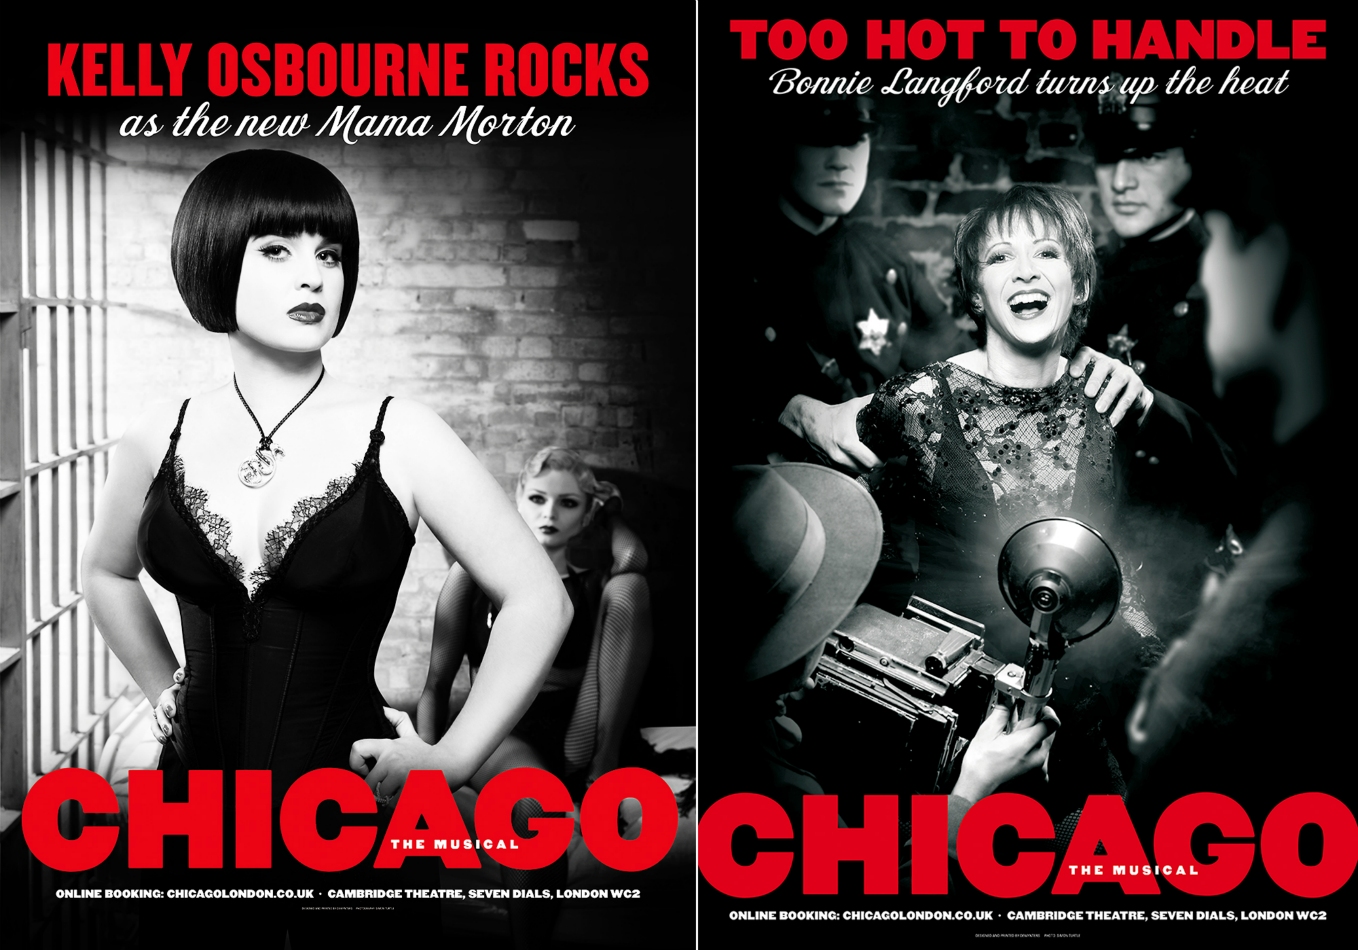 KELLY OSBOURNE ROCKS
as the new Mama Morton
CHICAGO
THE MUSICAL
ONLINE BOOKING: CHICAGOLONDON.CO.UK · CAMBRIDGE THEATRE, SEVEN DIALS, LONDON WC2
TOO HOT TO HANDLE
Bonnie Langford turns up the heat
CHICAGO
THE MUSICAL
ONLINE BOOKING: CHICAGOLONDON.CO.UK · CAMBRIDGE THEATRE, SEVEN DIALS, LONDON WC2